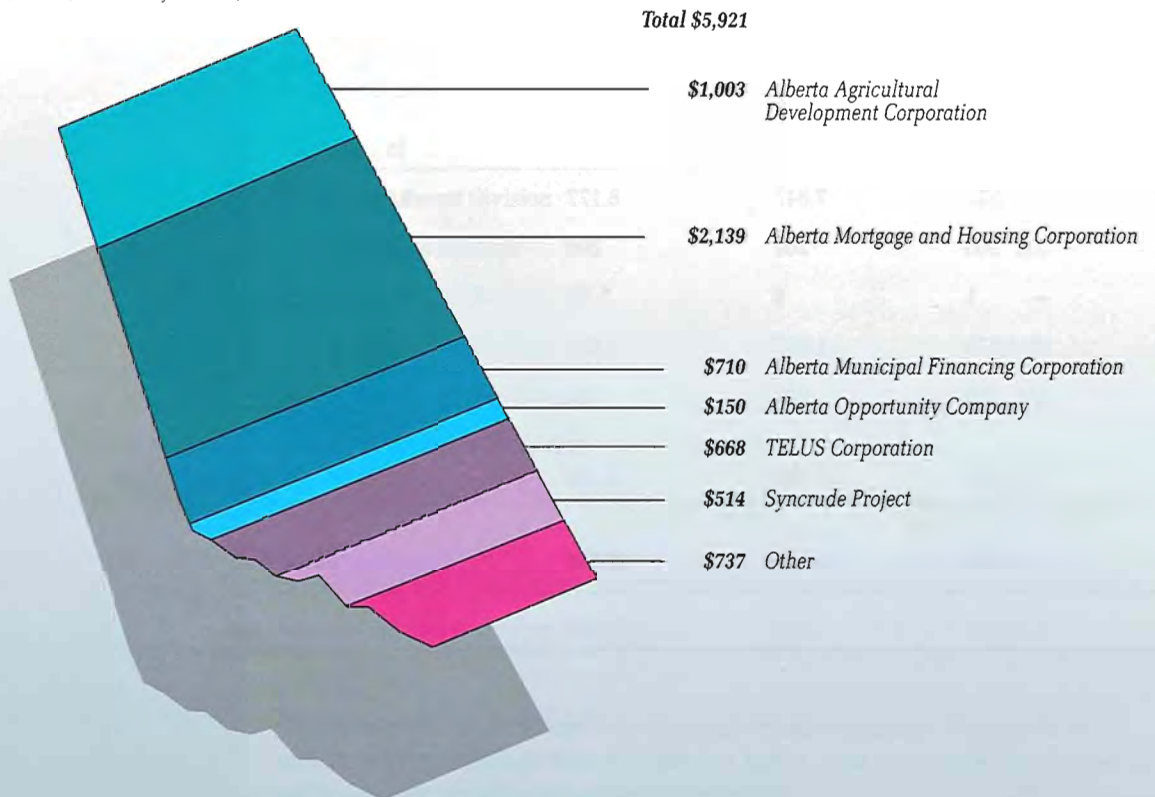 Total $5,921
$1,003 Alberta Agricultural
Development Corporation
$2,139 Alberta Mortgage and Housing Corporation
$710 Alberta Municipal Financing Corporation
$150 Alberta Opportunity Company
$668 TELUS Corporation
$514 Syncrude Project
$737 Other